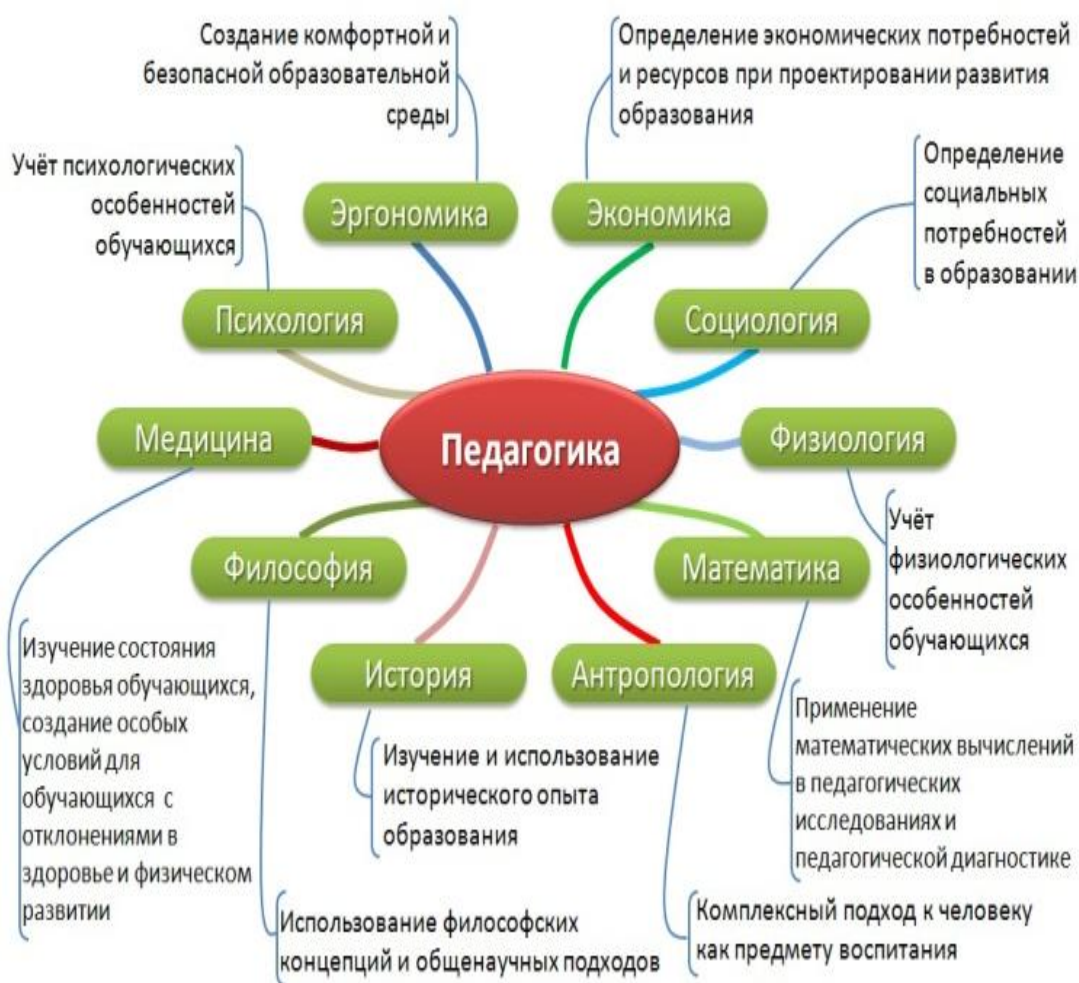 Создание комфортной и
безопасной образовательной
среды
Определение экономических потребностей
и ресурсов при проектировании развития
образования
Учёт психологических
особенностей
обучающихся
Определение
социальных
потребностей
в образовании
Эргономика
Экономика
Психология
Социология
Медицина
Педагогика
Физиология
Философия
Математика
Учёт
физиологических
особенностей
обучающихся
История
Антропология
Изучение состояния
здоровья обучающихся,
создание особых
условий для
обучающихся с
отклонениями в
здоровье и физическом
развитии
Изучение и использование
исторического опыта
образования
Применение
математических вычислений
в педагогических
исследованиях и
педагогической диагностике
Использование философских
концепций и общенаучных подходов
Комплексный подход к человеку
как предмету воспитания